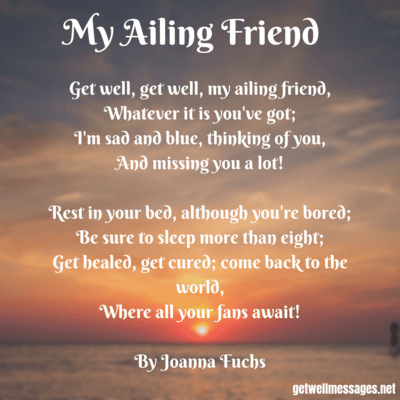 My Ailing Friend
Get well, get well, my ailing friend,
Whatever it is you've got;
I'm sad and blue, thinking of you,
And missing you a lot!
Rest in your bed, although you're bored;
Be sure to sleep more than eight;
Get healed, get cured; come back to the
world,
Where all your fans await!
By Joanna Fuchs
getwellmessages.net